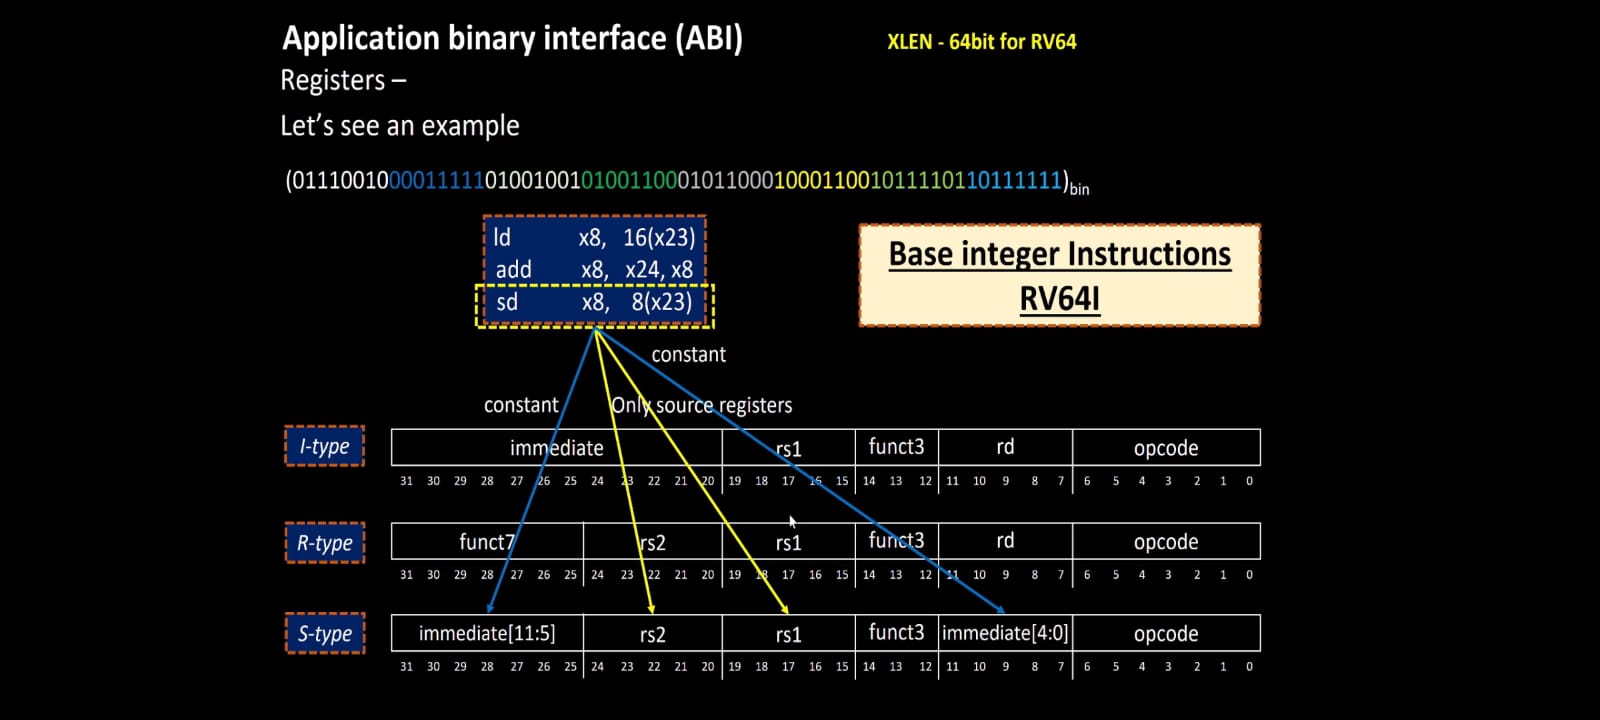 Application binary interface (ABI)
XLEN - 64bit for RV64
Registers –
Let's see an example
(0111001000011111010010010100110001011000100011001011110110111111)bin
ld x8, 16(x23)
add x8, x24, x8
sd x8, 8(x23)
Base integer Instructions
RV64I
constant
constant
Only source registers
I-type immediate rs1 funct3 rd opcode
31 30 29 28 27 26 25 24 23 22 21 20 19 18 17 16 15 14 13 12 11 10 9 8 7 6 5 4 3 2 1 0
R-type funct7 rs2 rs1 funct3 rd opcode
31 30 29 28 27 26 25 24 23 22 21 20 19 18 17 16 15 14 13 12 11 10 9 8 7 6 5 4 3 2 1 0
S-type immediate[11:5] rs2 rs1 funct3 immediate[4:0] opcode
31 30 29 28 27 26 25 24 23 22 21 20 19 18 17 16 15 14 13 12 11 10 9 8 7 6 5 4 3 2 1 0